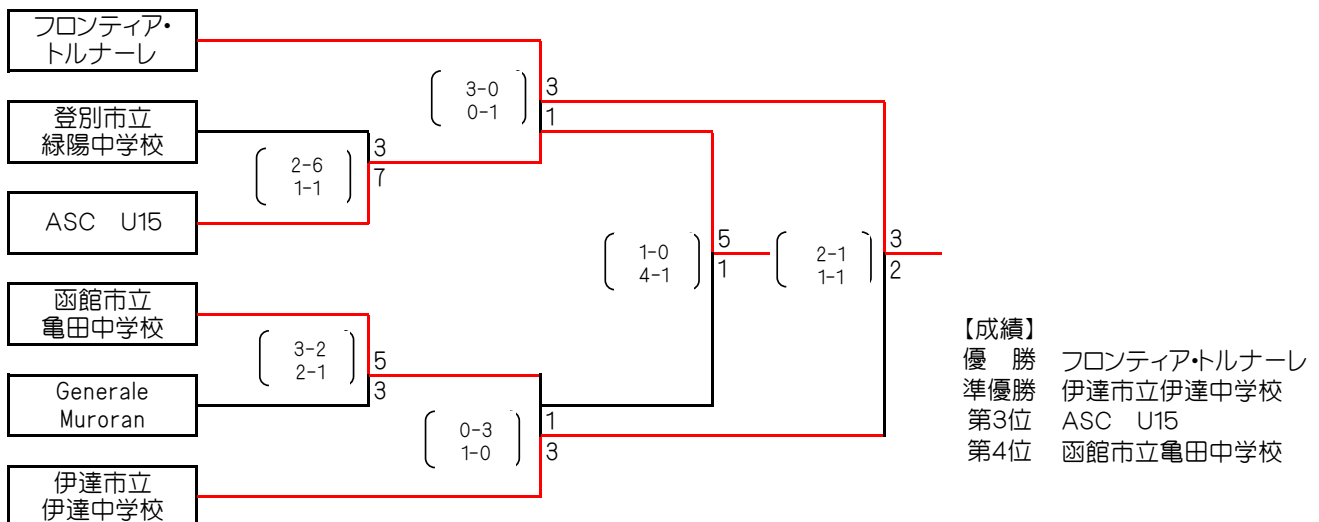 フロンティア・
トルナーレ
登別市立
緑陽中学校
ASC　U15
函館市立
亀田中学校
Generale
Muroran
伊達市立
伊達中学校
2-6
1-1
3
7
3-2
2-1
5
3
3-0
0-1
3
1
0-3
1-0
1
3
1-0
4-1
5
1
2-1
1-1
3
2
【成績】
優　勝　フロンティア・トルナーレ
準優勝　伊達市立伊達中学校
第3位　ASC　U15
第4位　函館市立亀田中学校